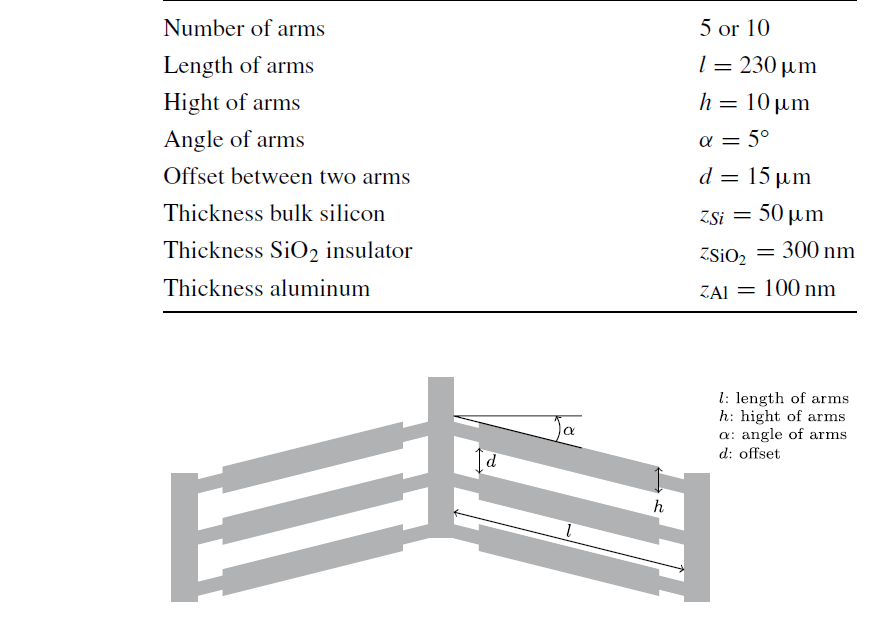 Number of arms 5 or 10
Length of arms l = 230 μm
Hight of arms h = 10 μm
Angle of arms α = 5°
Offset between two arms d = 15 μm
Thickness bulk silicon zSi = 50 μm
Thickness SiO₂ insulator zSiO₂ = 300 nm
Thickness aluminum zAl = 100 nm
l: length of arms
h: hight of arms
α: angle of arms
d: offset
α
d
h
l